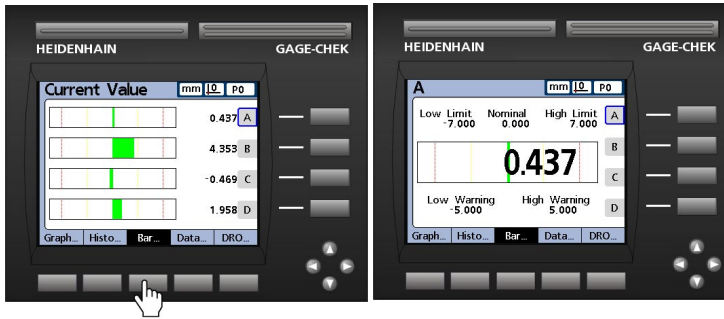 HEIDENHAIN GAGE-CHEK
Current Value mm 0 P0
0.437 A
4.353 B
-0.469 C
1.958 D
Graph... Histo... Bar... Data... DRO...
HEIDENHAIN GAGE-CHEK
A mm 0 P0
Low Limit Nominal High Limit A
-7.000 0.000 7.000
B
0.437
C
Low Warning High Warning
-5.000 5.000 D
Graph... Histo... Bar... Data... DRO...